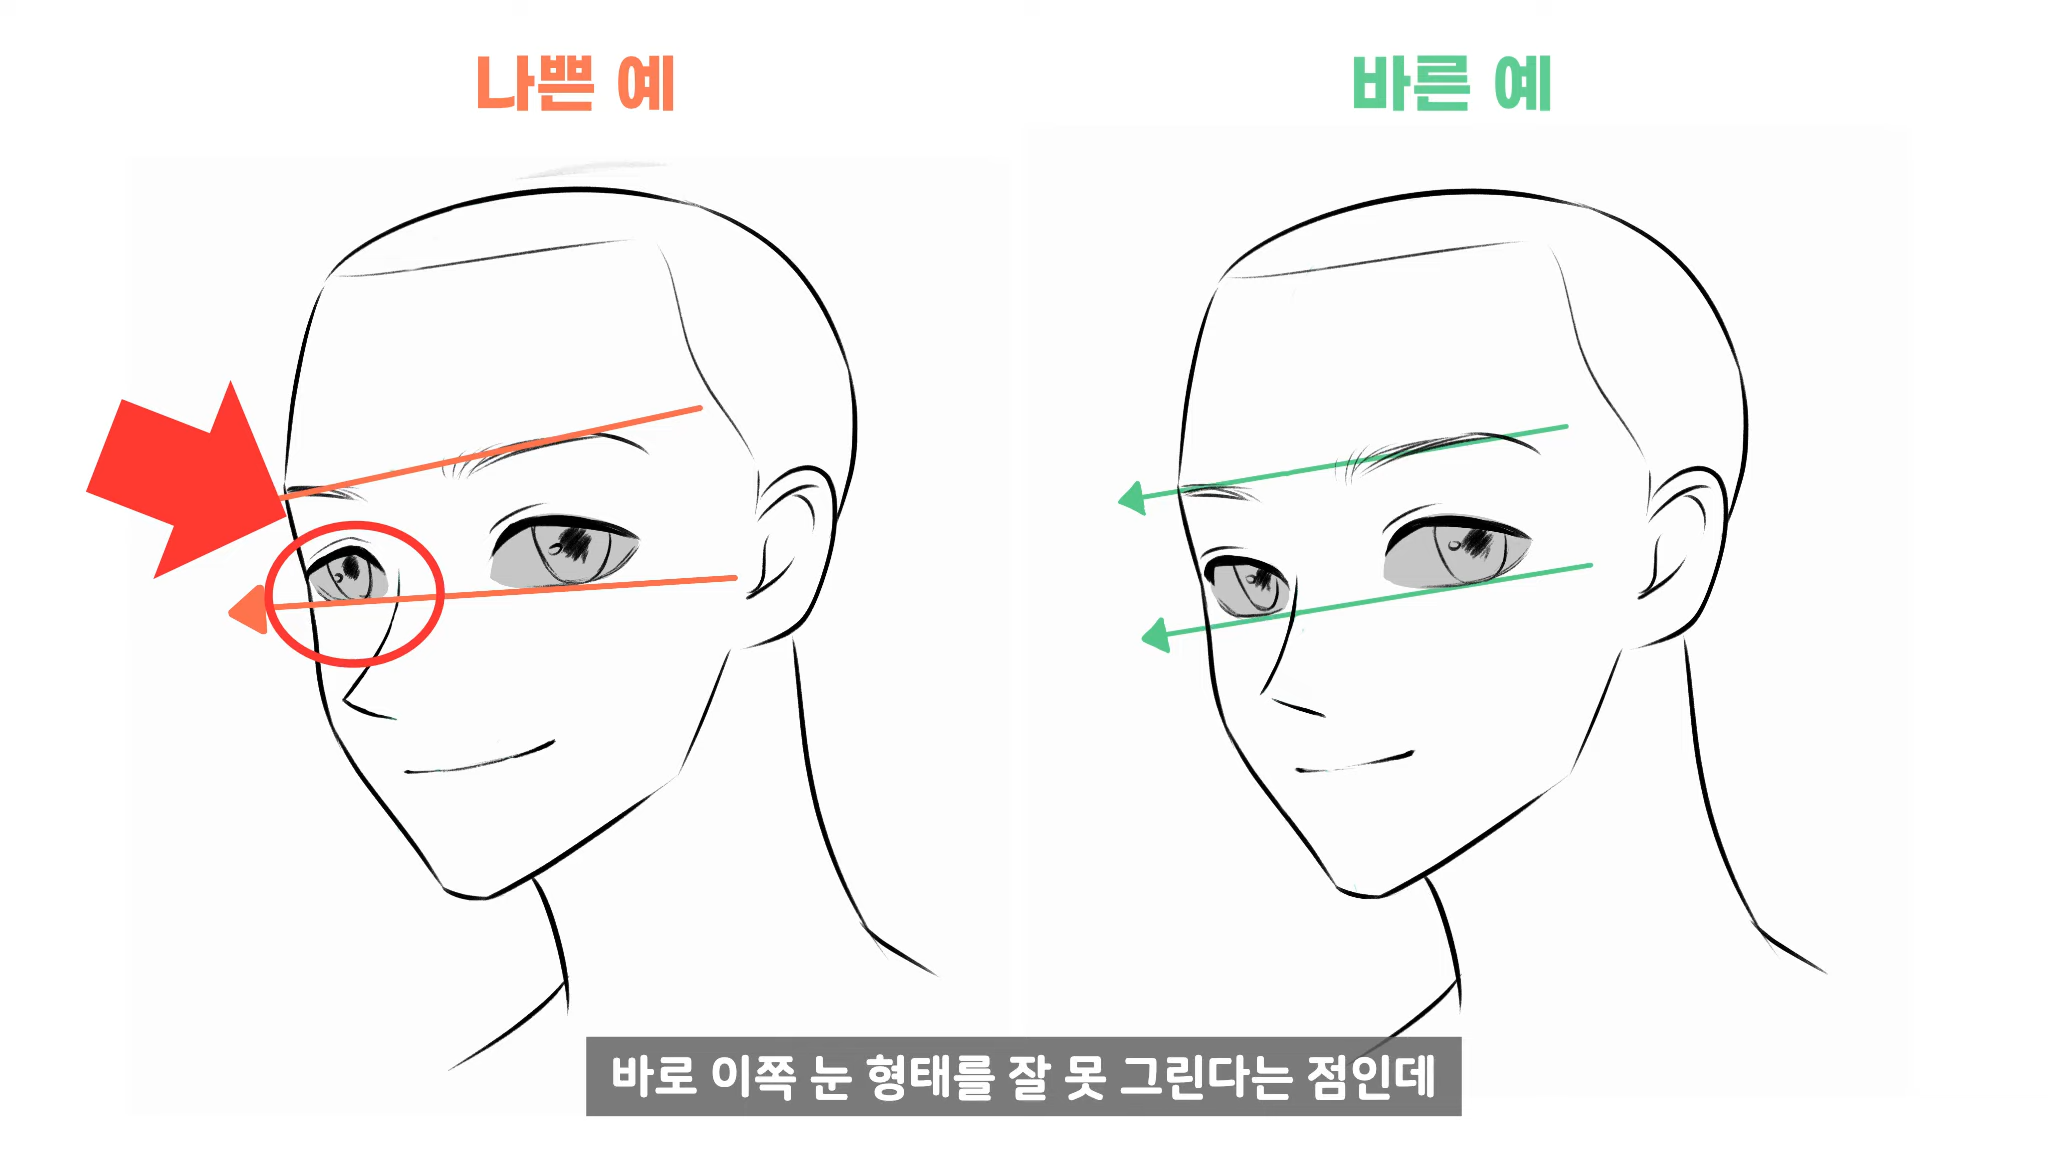 나쁜 예
바른 예
바로 이쪽 눈 형태를 잘 못 그린다는 점인데